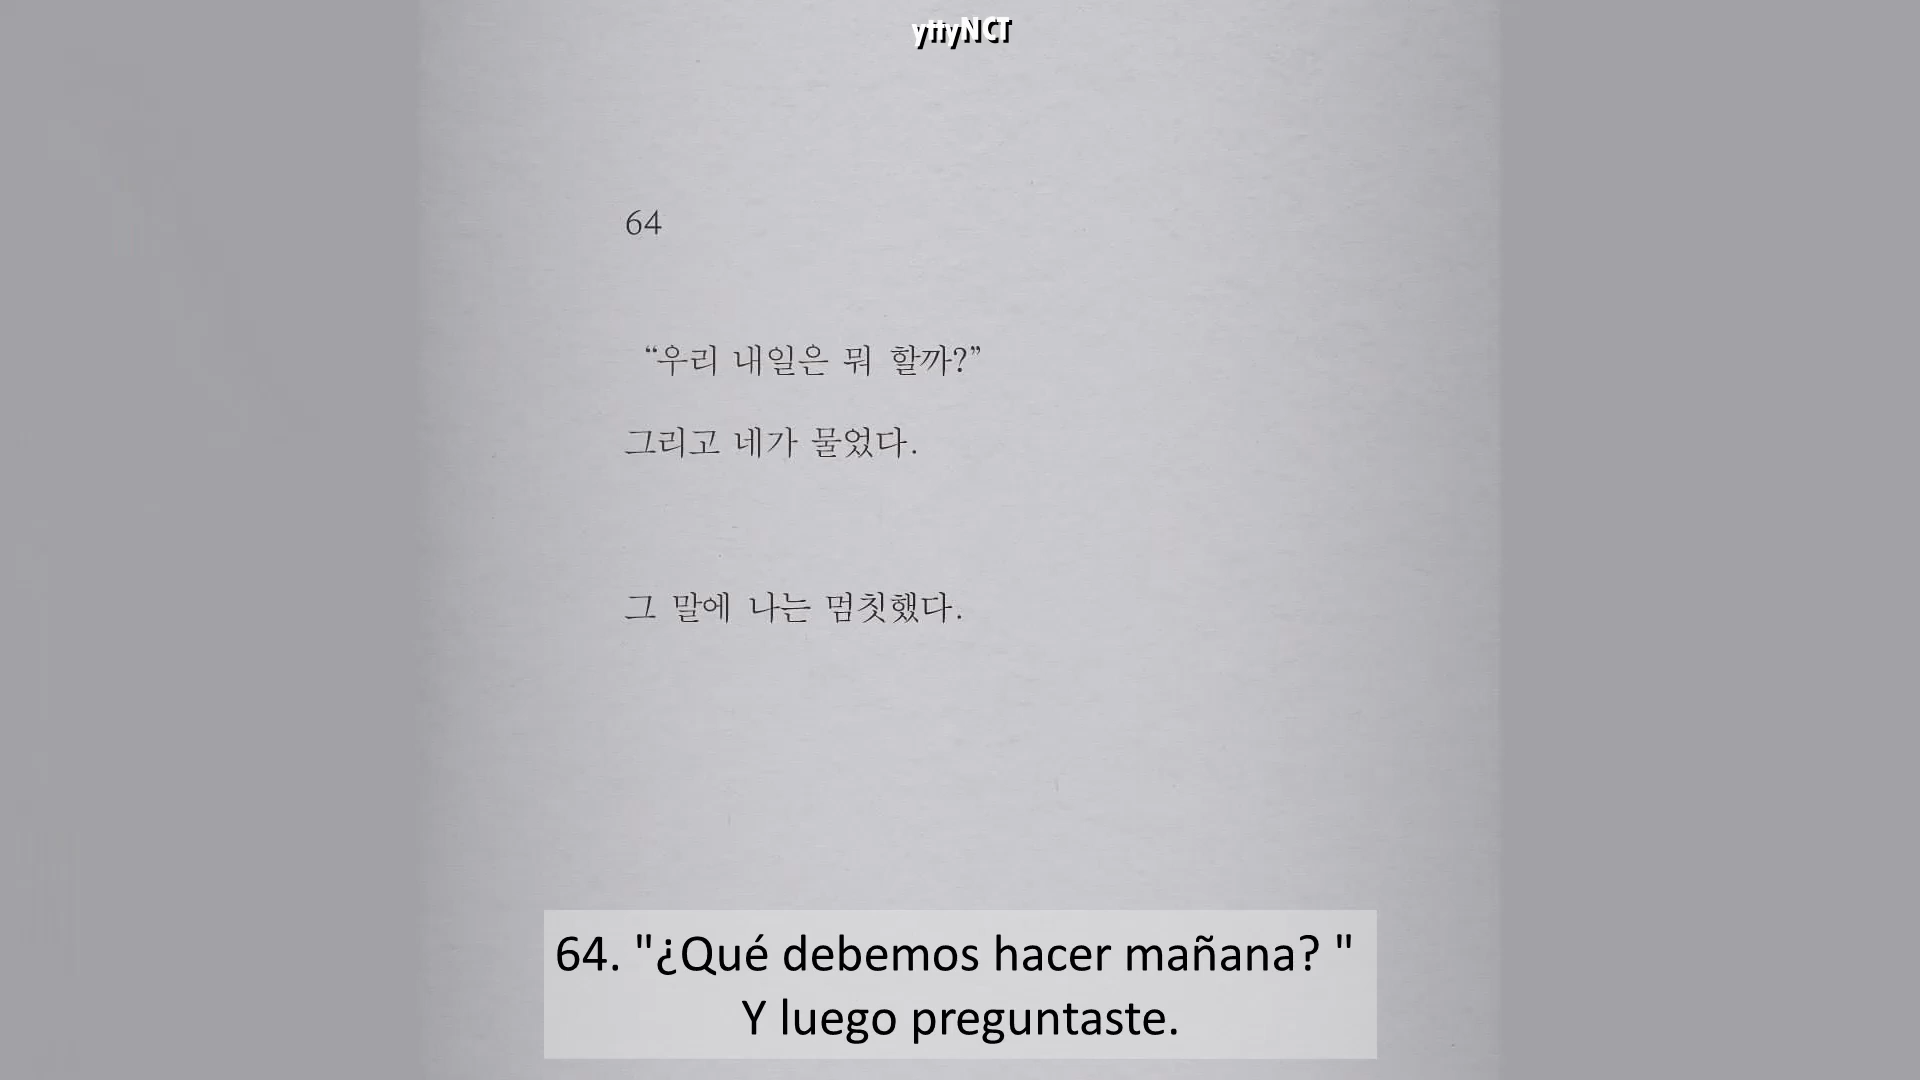 yttyNCT
64
“우리 내일은 뭐 할까?”
그리고 네가 물었다.
그 말에 나는 멈칫했다.
64. "¿Qué debemos hacer mañana? "
Y luego preguntaste.